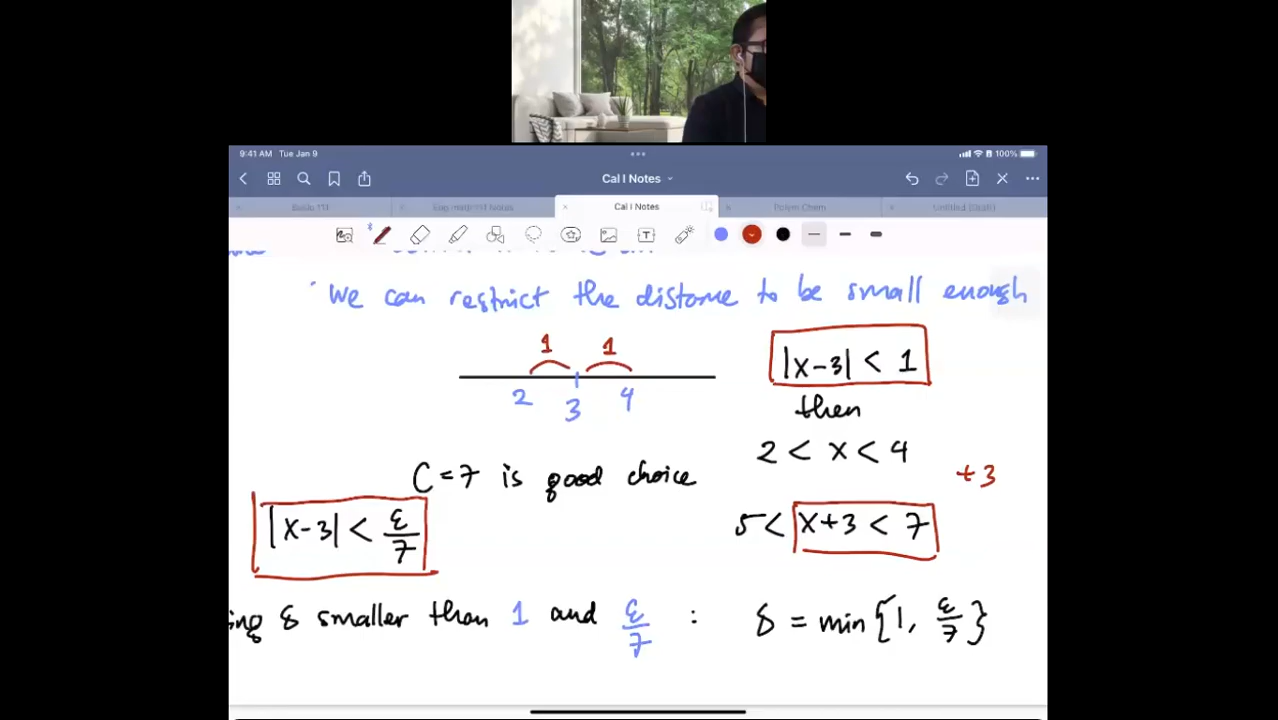 9:41 AM Tue Jan 9
100%
Cal I Notes
Cal I Notes
we can restrict the distance to be small enough
1 1
|x-3| < 1
2 3 4
then
2 < x < 4
C = 7 is good choice
+3
|x-3| < ε/7
5 < x+3 < 7
δ smaller than 1 and ε/7 : δ = min{1, ε/7}